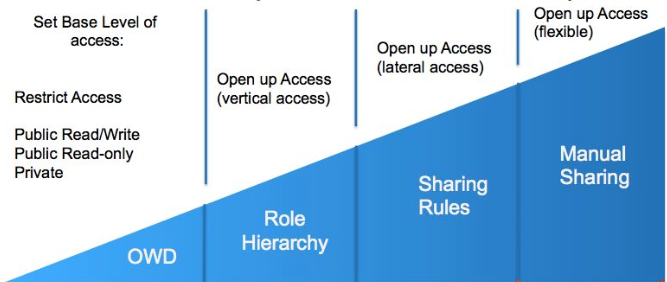 Set Base Level of
access:
Restrict Access
Public Read/Write
Public Read-only
Private
OWD
Open up Access
(vertical access)
Role
Hierarchy
Open up Access
(lateral access)
Sharing
Rules
Open up Access
(flexible)
Manual
Sharing